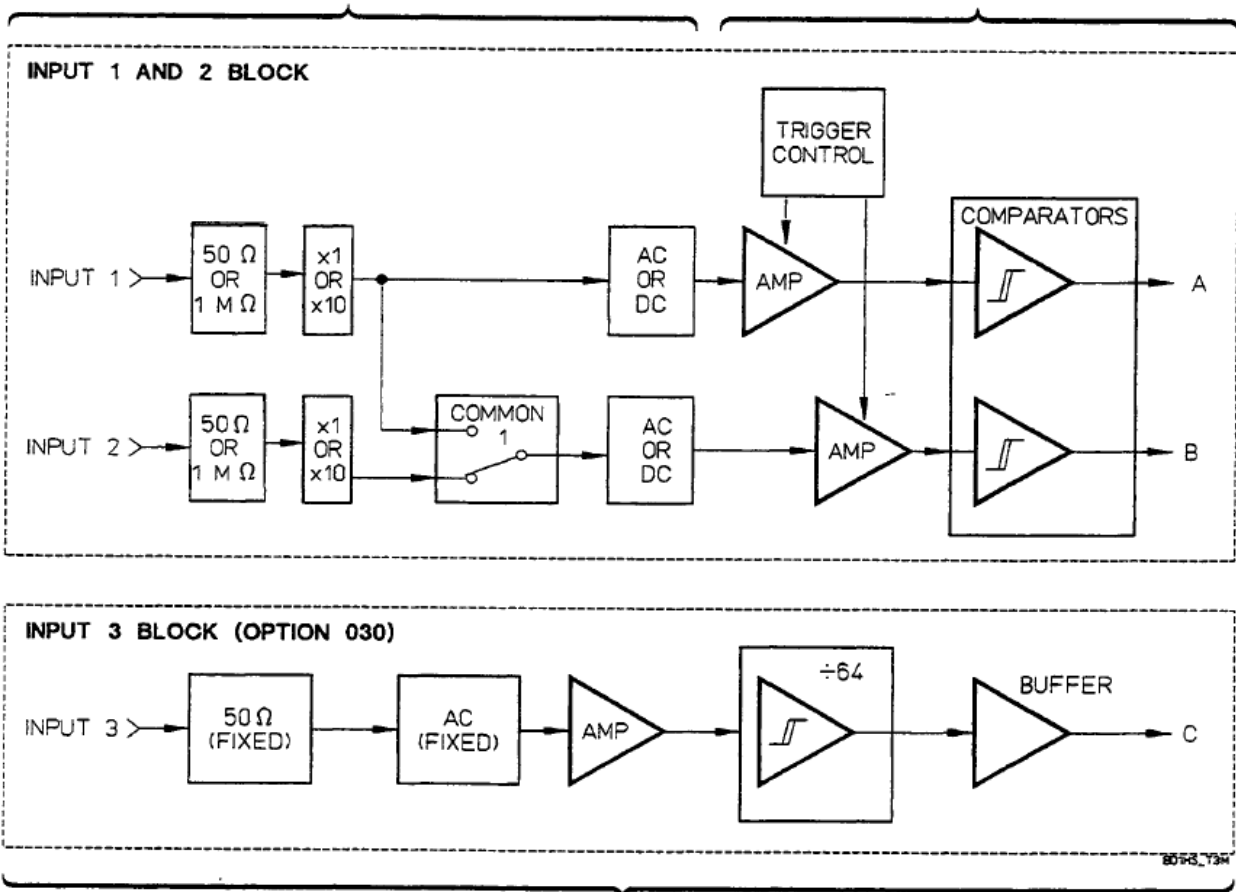 INPUT 1 AND 2 BLOCK
TRIGGER
CONTROL
COMPARATORS
INPUT 1
50 Ω
OR
1 M Ω
x1
OR
x10
AC
OR
DC
AMP
A
INPUT 2
50Ω
OR
1 M Ω
x1
OR
x10
COMMON
1
AC
OR
DC
AMP
B
INPUT 3 BLOCK (OPTION 030)
INPUT 3
50Ω
(FIXED)
AC
(FIXED)
AMP
÷64
BUFFER
C